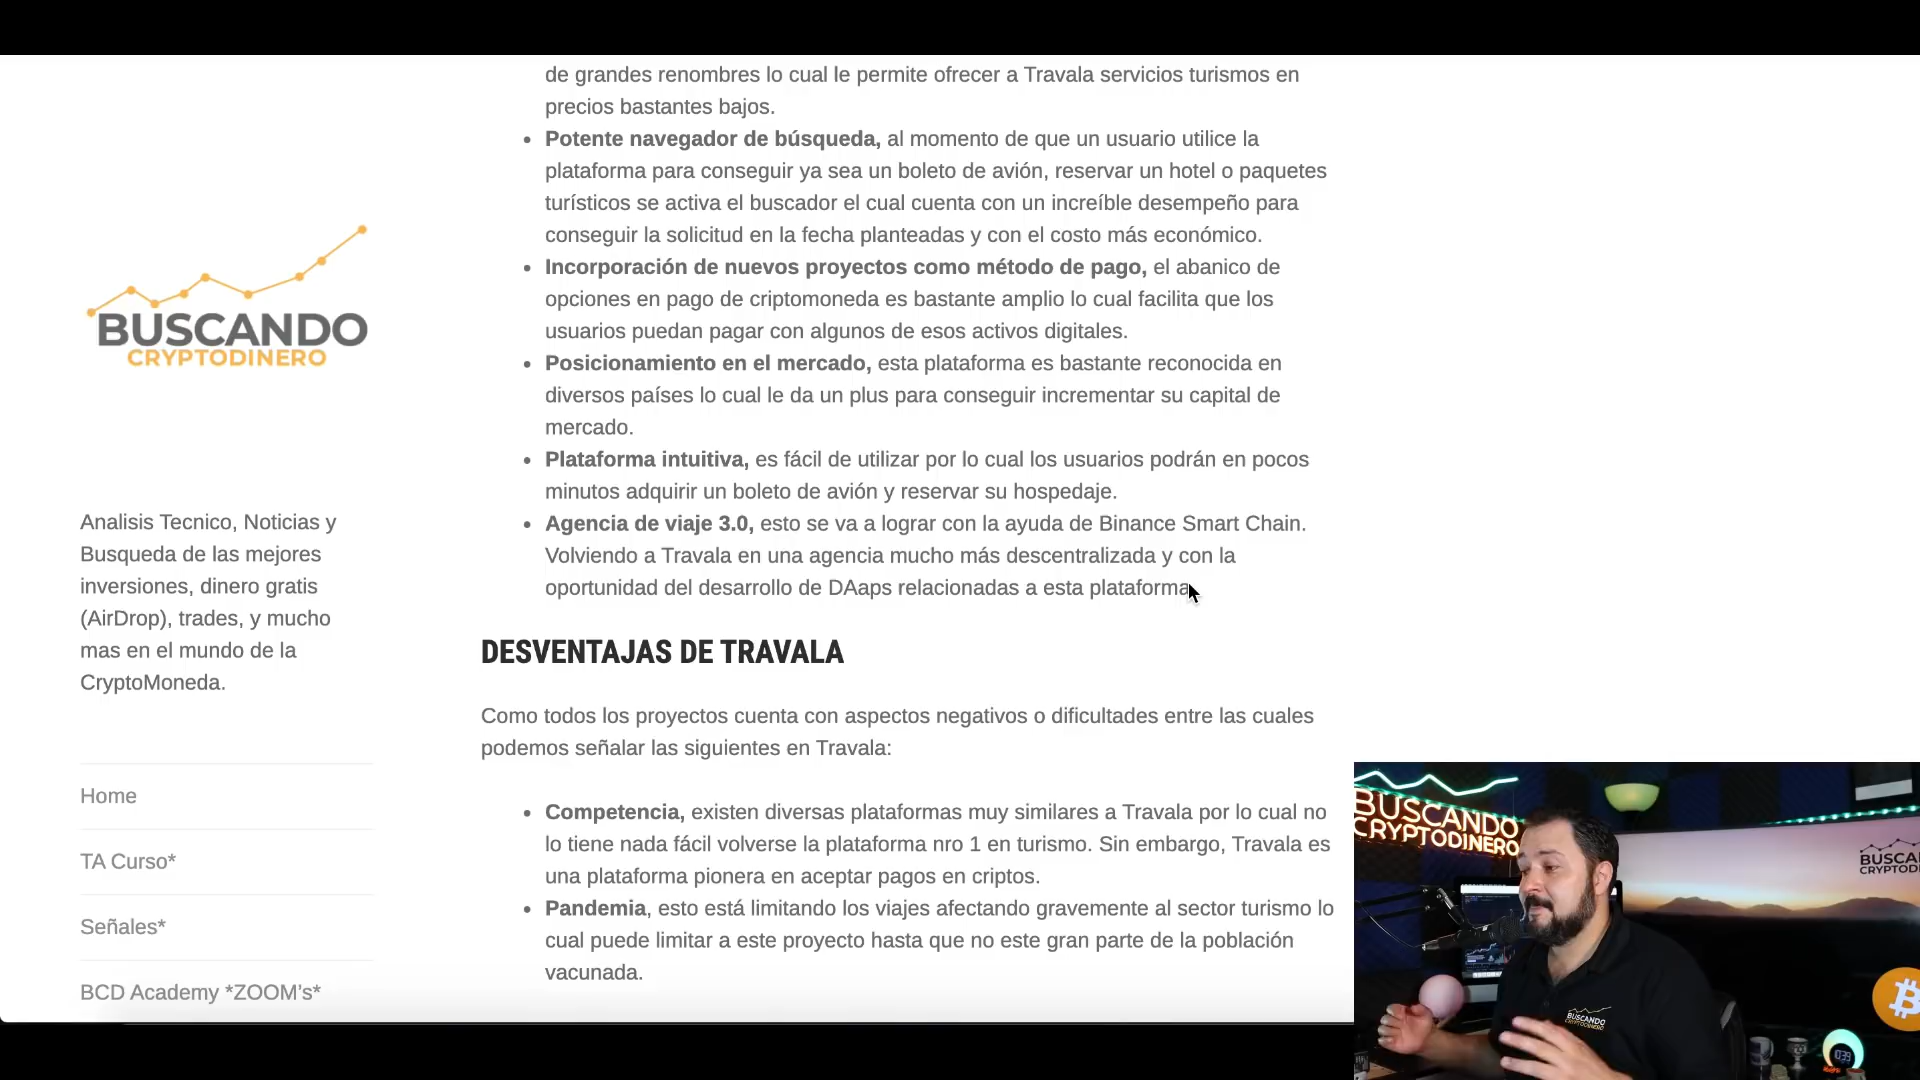 de grandes renombres lo cual le permite ofrecer a Travala servicios turismos en
precios bastantes bajos.
Potente navegador de búsqueda, al momento de que un usuario utilice la
plataforma para conseguir ya sea un boleto de avión, reservar un hotel o paquetes
turísticos se activa el buscador el cual cuenta con un increíble desempeño para
conseguir la solicitud en la fecha planteadas y con el costo más económico.
Incorporación de nuevos proyectos como método de pago, el abanico de
opciones en pago de criptomoneda es bastante amplio lo cual facilita que los
usuarios puedan pagar con algunos de esos activos digitales.
Posicionamiento en el mercado, esta plataforma es bastante reconocida en
diversos países lo cual le da un plus para conseguir incrementar su capital de
mercado.
Plataforma intuitiva, es fácil de utilizar por lo cual los usuarios podrán en pocos
minutos adquirir un boleto de avión y reservar su hospedaje.
Agencia de viaje 3.0, esto se va a lograr con la ayuda de Binance Smart Chain.
Volviendo a Travala en una agencia mucho más descentralizada y con la
oportunidad del desarrollo de DAaps relacionadas a esta plataforma
DESVENTAJAS DE TRAVALA
Como todos los proyectos cuenta con aspectos negativos o dificultades entre las cuales
podemos señalar las siguientes en Travala:
Competencia, existen diversas plataformas muy similares a Travala por lo cual no
lo tiene nada fácil volverse la plataforma nro 1 en turismo. Sin embargo, Travala es
una plataforma pionera en aceptar pagos en criptos.
Pandemia, esto está limitando los viajes afectando gravemente al sector turismo lo
cual puede limitar a este proyecto hasta que no este gran parte de la población
vacunada.
BUSCANDO
CRYPTODINERO
Analisis Tecnico, Noticias y
Busqueda de las mejores
inversiones, dinero gratis
(AirDrop), trades, y mucho
mas en el mundo de la
CryptoMoneda.
Home
TA Curso*
Señales*
BCD Academy *ZOOM's*
BUSCANDO
CRYPTODINERO
BUSCA
CRYPTOD
BUSCANDO
CRYPTODINERO